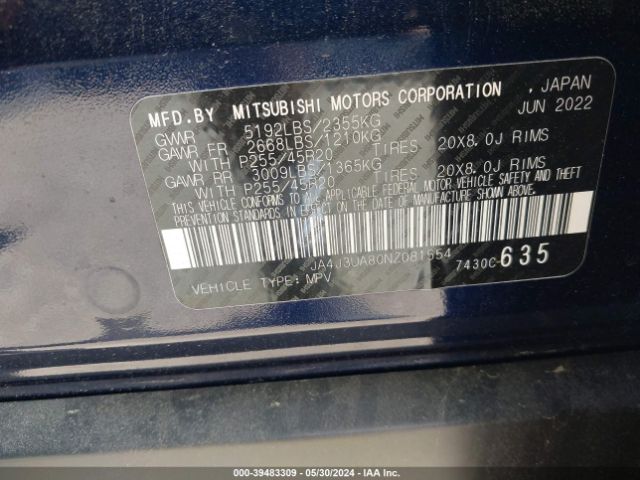 MFD.BY MITSUBISHI MOTORS CORPORATION . JAPAN
JUN 2022
GVWR 5192LBS/2355KG
GAWR FR 2668LBS/1210KG
WITH P255/45R20 TIRES. 20X8.0J RIMS
GAWR RR 3009LBS/1365KG
WITH P255/45R20 TIRES. 20X8.0J RIMS
THIS VEHICLE CONFORMS TO ALL APPLICABLE FEDERAL MOTOR VEHICLE SAFETY AND THEFT
PREVENTION STANDARDS IN EFFECT ON THE DATE OF MANUFACTURE SHOWN ABOVE.
JA4J3UA80NZ081554
7430C 635
VEHICLE TYPE: MPV
000-39483309 - 05/30/2024 - IAA Inc.